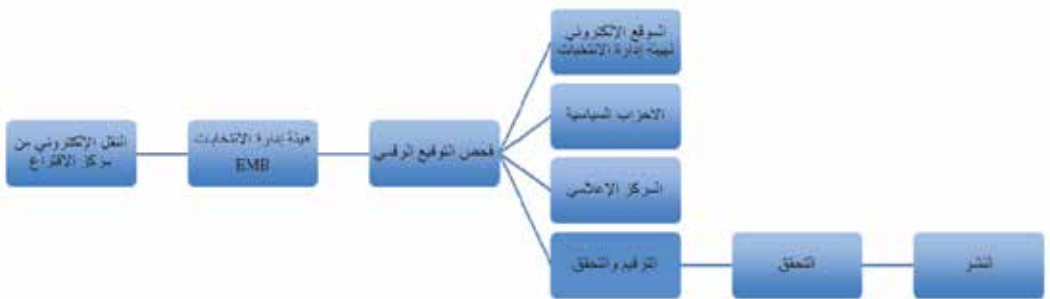 النقل الإلكتروني من
مركز الاقتراع
هيئة إدارة الانتخابات
EMB
فحص التوقيع الرقمي
الموقع الإلكتروني
لهيئة إدارة الانتخابات
الأحزاب السياسية
المركز الإعلامي
الترقيم والتحقق
التحقق
النشر